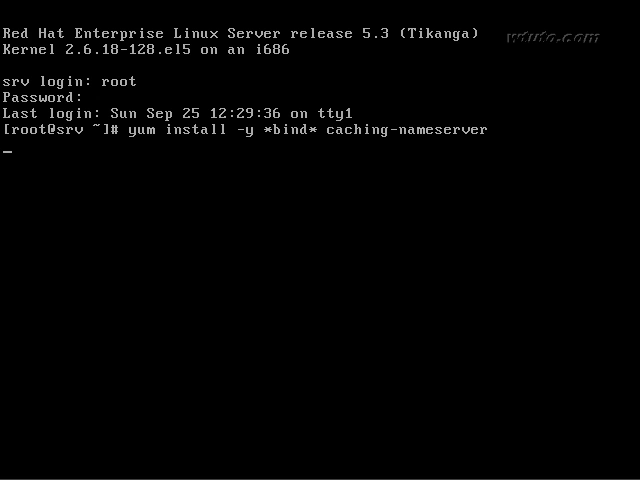 Red Hat Enterprise Linux Server release 5.3 (Tikanga)
wtuto.com
Kernel 2.6.18-128.el5 on an i686
srv login: root
Password:
Last login: Sun Sep 25 12:29:36 on tty1
[root@srv ~]# yum install -y *bind* caching-nameserver